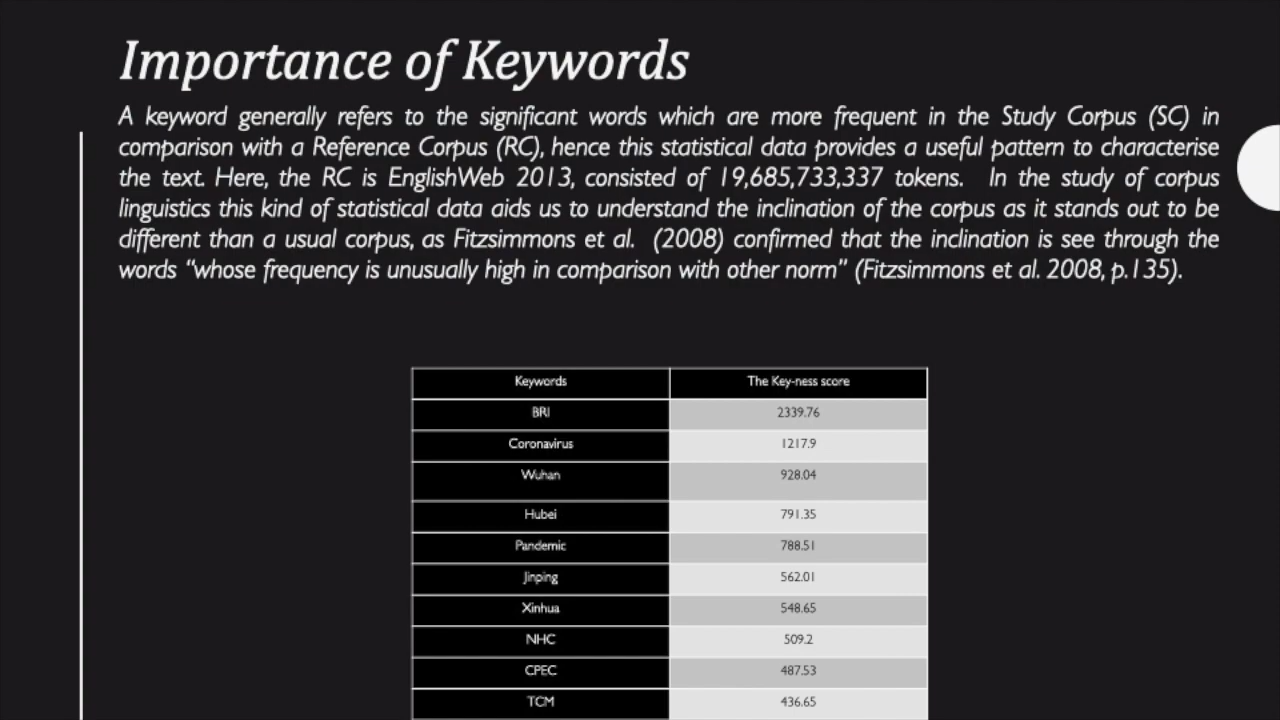 Importance of Keywords
A keyword generally refers to the significant words which are more frequent in the Study Corpus (SC) in
comparison with a Reference Corpus (RC), hence this statistical data provides a useful pattern to characterise
the text. Here, the RC is EnglishWeb 2013, consisted of 19,685,733,337 tokens. In the study of corpus
linguistics this kind of statistical data aids us to understand the inclination of the corpus as it stands out to be
different than a usual corpus, as Fitzsimmons et al. (2008) confirmed that the inclination is see through the
words “whose frequency is unusually high in comparison with other norm” (Fitzsimmons et al. 2008, p.135).
Keywords The Key-ness score
BRI 2339.76
Coronavirus 1217.9
Wuhan 928.04
Hubei 791.35
Pandemic 788.51
Jinping 562.01
Xinhua 548.65
NHC 509.2
CPEC 487.53
TCM 436.65